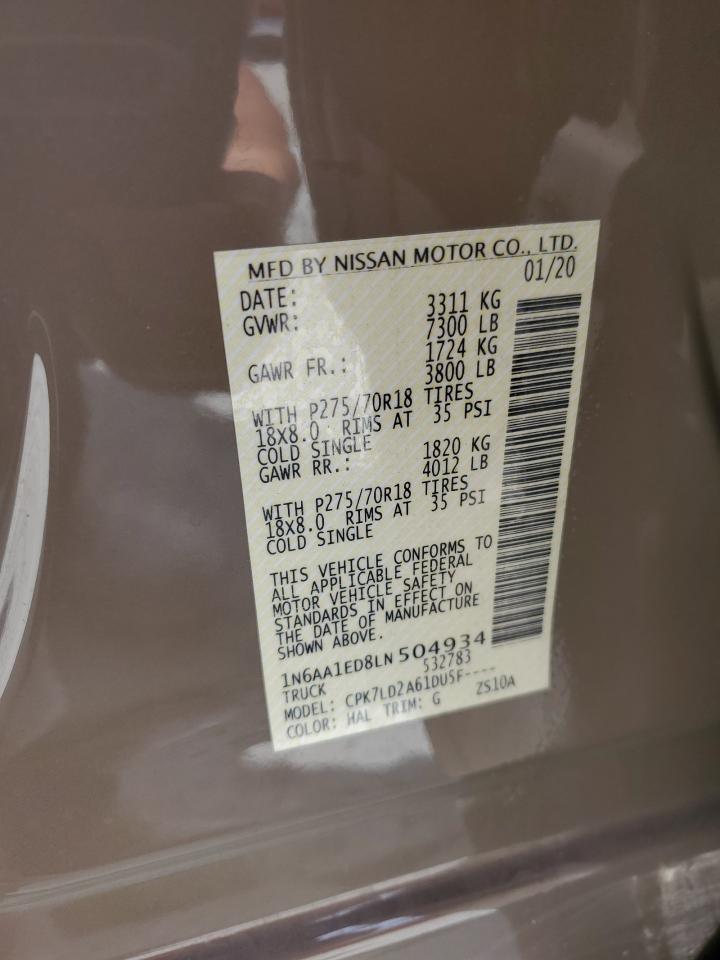 MFD BY NISSAN MOTOR CO., LTD.
DATE: 01/20
GVWR: 3311 KG
7300 LB
GAWR FR.: 1724 KG
3800 LB
WITH P275/70R18 TIRES
18X8.0 RIMS AT 35 PSI
COLD SINGLE
GAWR RR.: 1820 KG
4012 LB
WITH P275/70R18 TIRES
18X8.0 RIMS AT 35 PSI
COLD SINGLE
THIS VEHICLE CONFORMS TO
ALL APPLICABLE FEDERAL
MOTOR VEHICLE SAFETY
STANDARDS IN EFFECT ON
THE DATE OF MANUFACTURE
SHOWN ABOVE.
1N6AA1ED8LN504934
TRUCK 532783
MODEL: CPK7LD2A61DU5F----
COLOR: HAL TRIM: G ZS10A